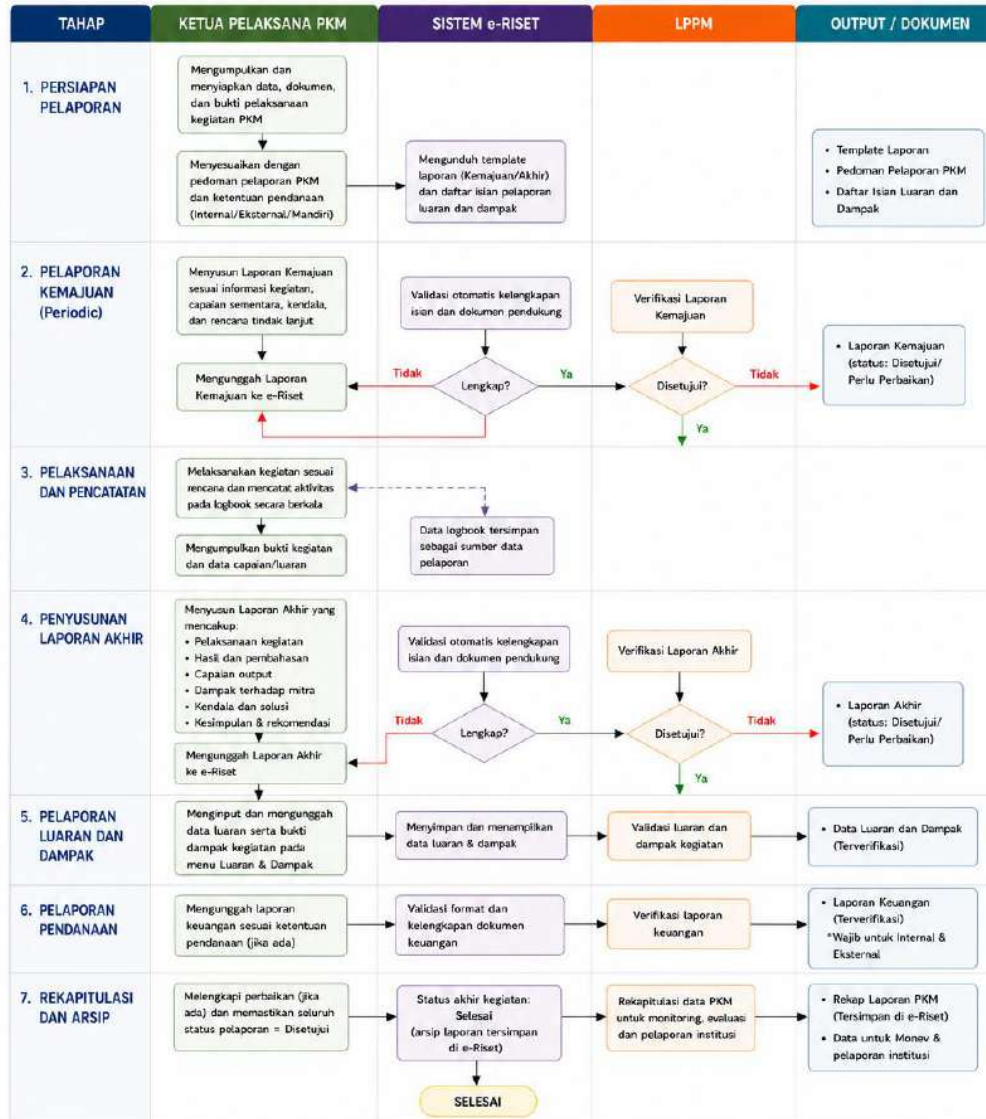 TAHAP
KETUA PELAKSANA PKM
SISTEM e-RISET
LPPM
OUTPUT / DOKUMEN
1. PERSIAPAN
PELAPORAN
Mengumpulkan dan
menyiapkan data, dokumen,
dan bukti pelaksanaan
kegiatan PKM
Menyesuaikan dengan
pedoman pelaporan PKM
dan ketentuan pendanaan
(Internal/Eksternal/Mandiri)
Mengunduh template
laporan (Kemajuan/Akhir)
dan daftar isian pelaporan
luaran dan dampak
• Template Laporan
• Pedoman Pelaporan PKM
• Daftar Isian Luaran dan
Dampak
2. PELAPORAN
KEMAJUAN
(Periodic)
Menyusun Laporan Kemajuan
sesuai informasi kegiatan,
capaian sementara, kendala,
dan rencana tindak lanjut
Mengunggah Laporan
Kemajuan ke e-Riset
Validasi otomatis kelengkapan
isian dan dokumen pendukung
Tidak
Lengkap?
Ya
Verifikasi Laporan
Kemajuan
Disetujui?
Tidak
Ya
• Laporan Kemajuan
(status: Disetujui/
Perlu Perbaikan)
3. PELAKSANAAN
DAN PENCATATAN
Melaksanakan kegiatan sesuai
rencana dan mencatat aktivitas
pada logbook secara berkala
Mengumpulkan bukti kegiatan
dan data capaian/luaran
Data logbook tersimpan
sebagai sumber data
pelaporan
4. PENYUSUNAN
LAPORAN AKHIR
Menyusun Laporan Akhir yang
mencakup:
• Pelaksanaan kegiatan
• Hasil dan pembahasan
• Capaian output
• Dampak terhadap mitra
• Kendala dan solusi
• Kesimpulan & rekomendasi
Mengunggah Laporan Akhir
ke e-Riset
Validasi otomatis kelengkapan
isian dan dokumen pendukung
Tidak
Lengkap?
Ya
Verifikasi Laporan Akhir
Disetujui?
Tidak
Ya
• Laporan Akhir
(status: Disetujui/
Perlu Perbaikan)
5. PELAPORAN
LUARAN DAN
DAMPAK
Menginput dan mengunggah
data luaran serta bukti
dampak kegiatan pada
menu Luaran & Dampak
Menyimpan dan menampilkan
data luaran & dampak
Validasi luaran dan
dampak kegiatan
• Data Luaran dan Dampak
(Terverifikasi)
6. PELAPORAN
PENDANAAN
Mengunggah laporan
keuangan sesuai ketentuan
pendanaan (jika ada)
Validasi format dan
kelengkapan dokumen
keuangan
Verifikasi laporan
keuangan
• Laporan Keuangan
(Terverifikasi)
*Wajib untuk Internal &
Eksternal
7. REKAPITULASI
DAN ARSIP
Melengkapi perbaikan (jika
ada) dan memastikan seluruh
status pelaporan = Disetujui
Status akhir kegiatan:
Selesai
(arsip laporan tersimpan
di e-Riset)
Rekapitulasi data PKM
untuk monitoring, evaluasi
dan pelaporan institusi
• Rekap Laporan PKM
(Tersimpan di e-Riset)
• Data untuk Monev &
pelaporan institusi
SELESAI